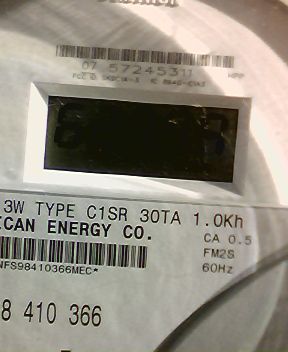 07 57245311
3W TYPE C1SR 30TA 1.0Kh
ICAN ENERGY CO.
CA 0.5
FM2S
60Hz
NFS98410366MEC*
8 410 366